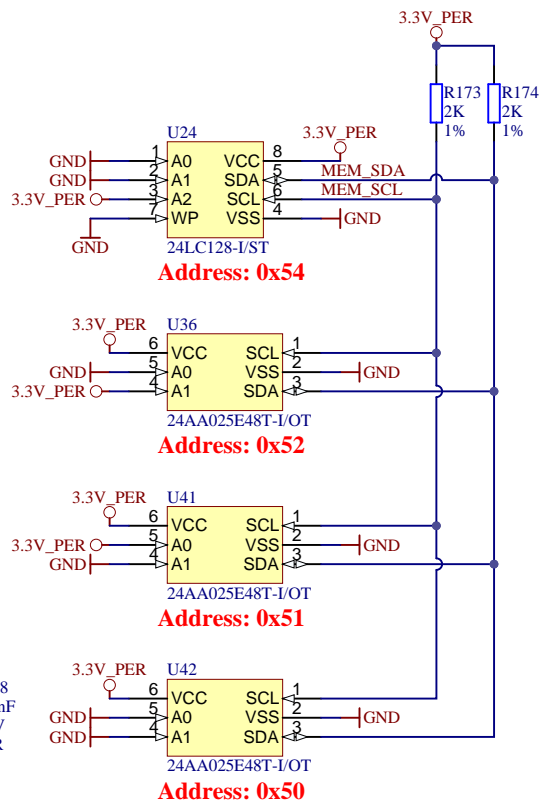 3.3V_PER
R173
2K
1%
R174
2K
1%
U24
3.3V_PER
GND 1 A0 VCC 8
GND 2 A1 SDA 5 MEM_SDA
3.3V_PER 3 A2 SCL 6 MEM_SCL
7 WP VSS 4 GND
GND
24LC128-I/ST
Address: 0x54
3.3V_PER
U36
6 VCC SCL 1
GND 5 A0 VSS 2 GND
3.3V_PER 4 A1 SDA 3
24AA025E48T-I/OT
Address: 0x52
3.3V_PER
U41
6 VCC SCL 1
3.3V_PER 5 A0 VSS 2 GND
GND 4 A1 SDA 3
24AA025E48T-I/OT
Address: 0x51
3.3V_PER
U42
8
nF
6 VCC SCL 1
GND 5 A0 VSS 2 GND
GND 4 A1 SDA 3
24AA025E48T-I/OT
Address: 0x50